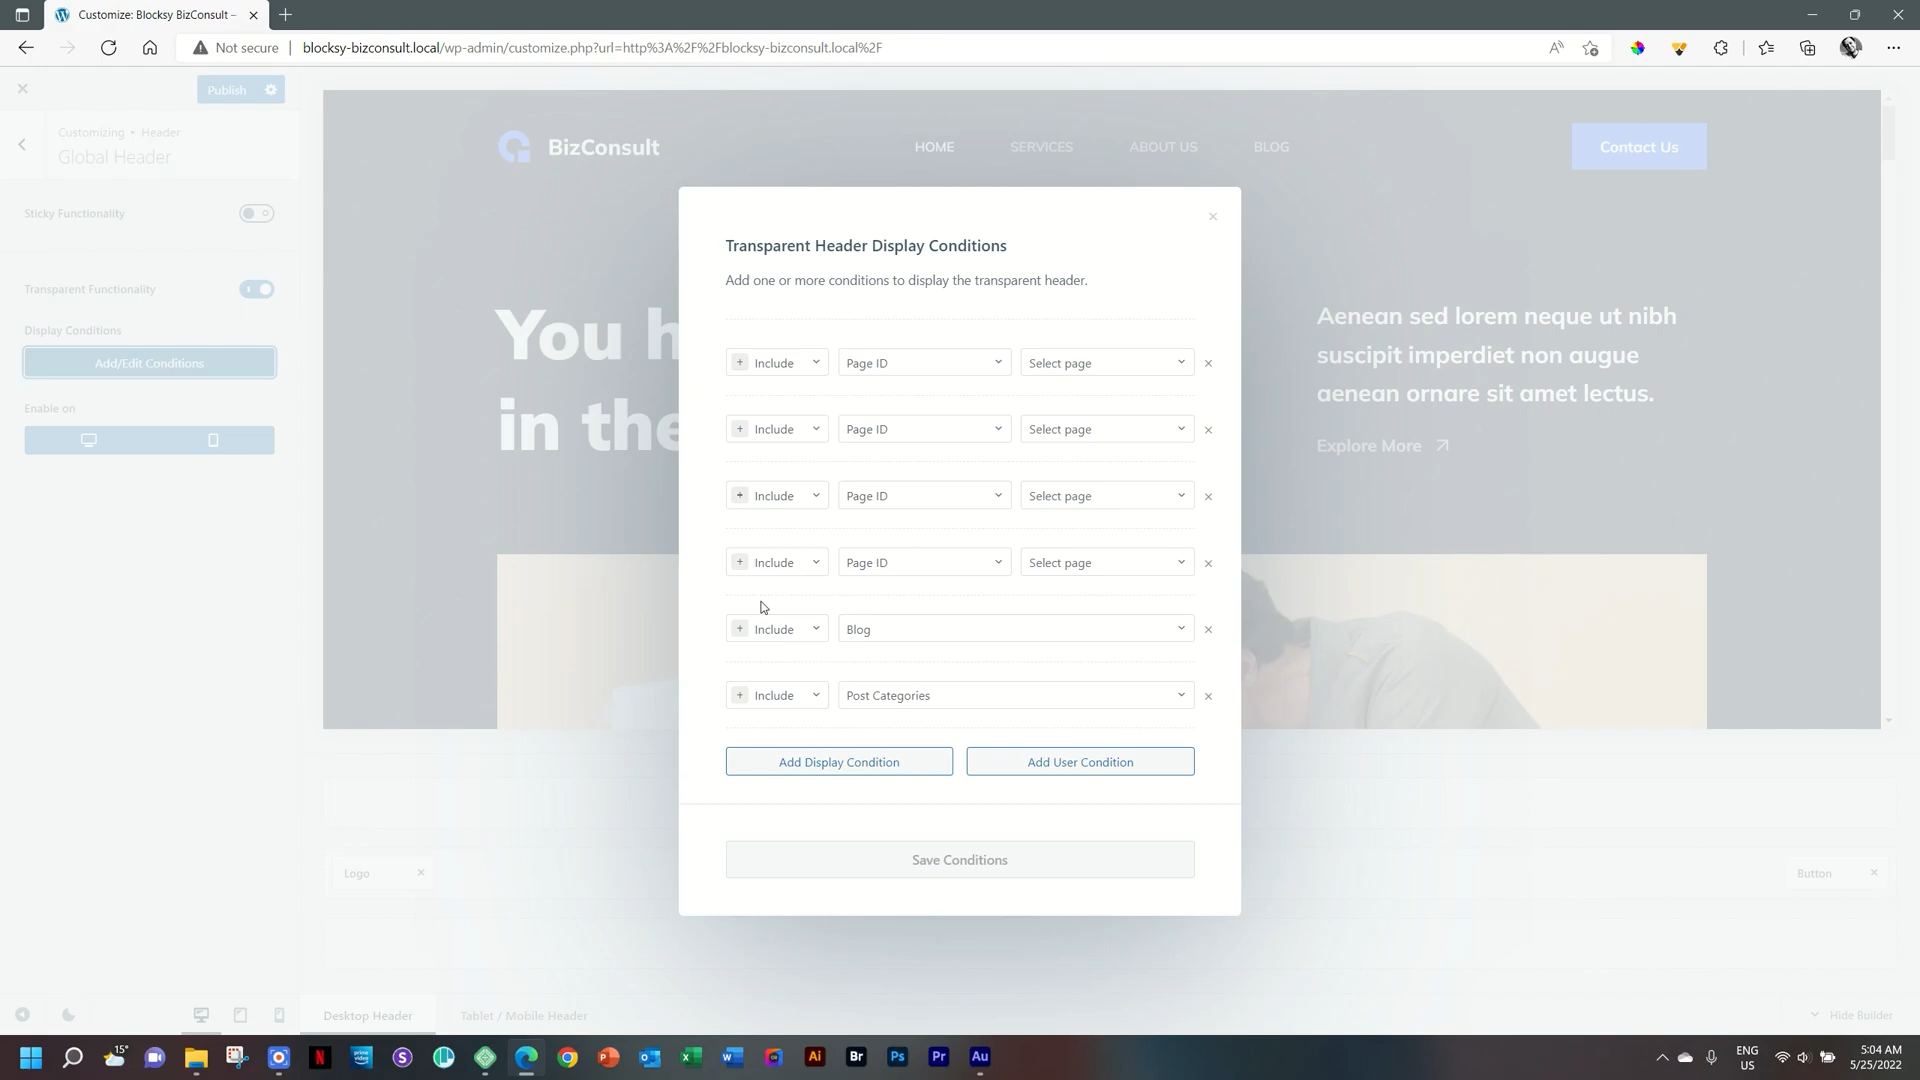 Customize: Blocksy BizConsult –
Not secure
blocksy-bizconsult.local/wp-admin/customize.php?url=http%3A%2F%2Fblocksy-bizconsult.local%2F
Publish
Customizing • Header
Global Header
Sticky Functionality
Transparent Functionality
Display Conditions
Add/Edit Conditions
Enable on
BizConsult
HOME
SERVICES
ABOUT US
BLOG
Contact Us
You h
in the
Aenean sed lorem neque ut nibh
suscipit imperdiet non augue
aenean ornare sit amet lectus.
Explore More
Transparent Header Display Conditions
Add one or more conditions to display the transparent header.
Include Page ID Select page
Include Page ID Select page
Include Page ID Select page
Include Page ID Select page
Include Blog
Include Post Categories
Add Display Condition
Add User Condition
Save Conditions
Logo
Button
Desktop Header
Tablet / Mobile Header
Hide Builder
15°
Ai
Br
Ps
Pr
Au
ENG
US
5:04 AM
5/25/2022